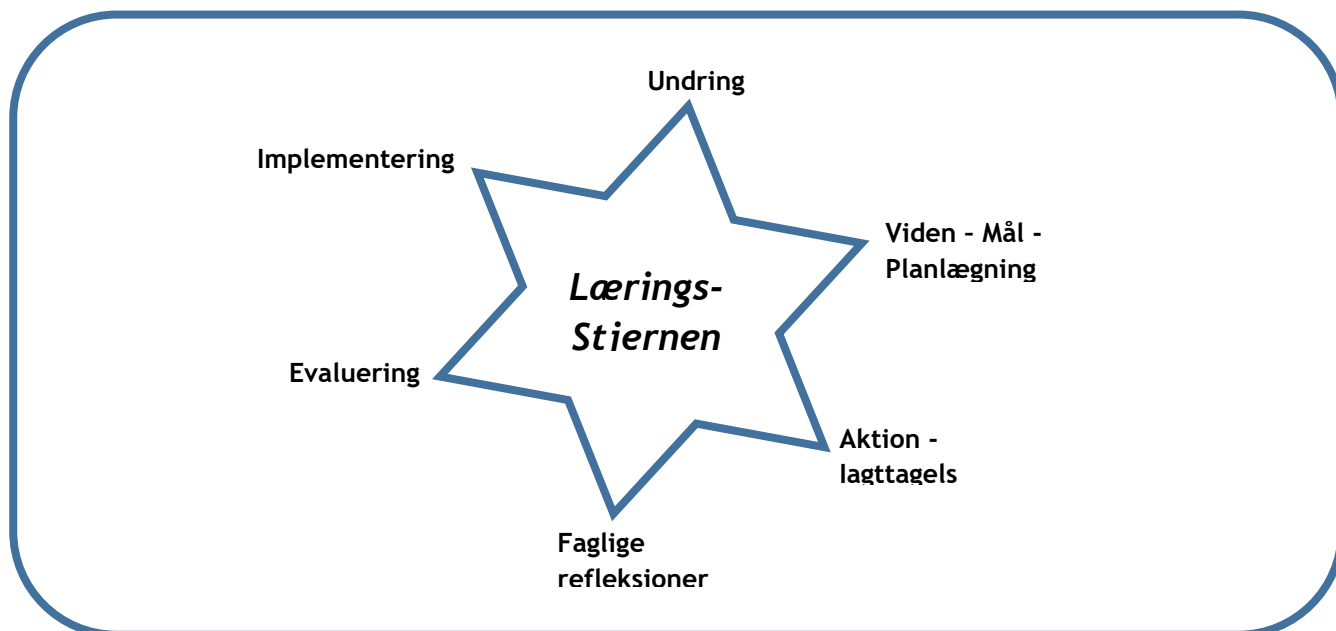 Undring
Implementering
Viden – Mål -
Planlægning
Lærings-
Stjernen
Evaluering
Aktion -
Iagttagels
Faglige
refleksioner